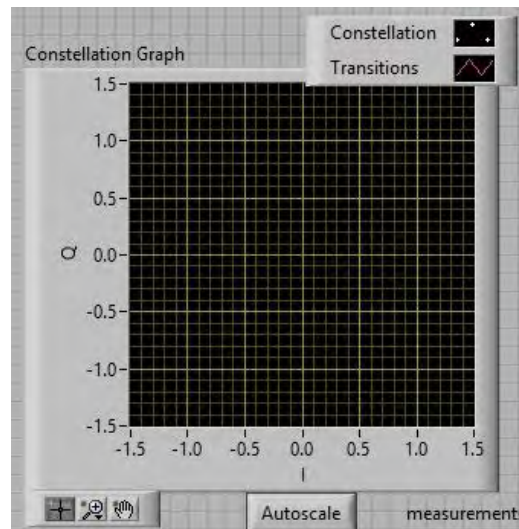 Constellation
Constellation Graph
Transitions
1.5
1.0
0.5
0.0
-0.5
-1.0
-1.5
Q
-1.5 -1.0 -0.5 0.0 0.5 1.0 1.5
I
Autoscale
measurement